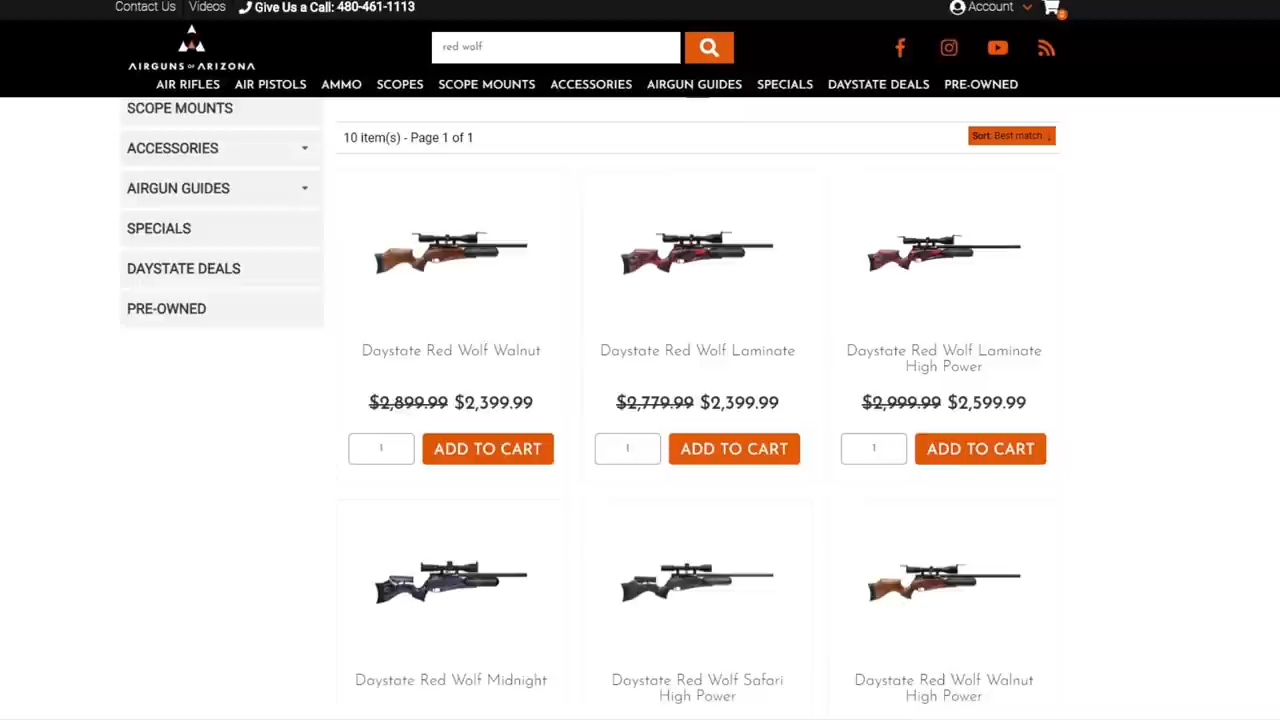 Contact Us Videos Give Us a Call: 480-461-1113 Account
0
red wolf
AIRGUNS OF ARIZONA
AIR RIFLES AIR PISTOLS AMMO SCOPES SCOPE MOUNTS ACCESSORIES AIRGUN GUIDES SPECIALS DAYSTATE DEALS PRE-OWNED
SCOPE MOUNTS
ACCESSORIES
AIRGUN GUIDES
SPECIALS
DAYSTATE DEALS
PRE-OWNED
10 item(s) - Page 1 of 1
Sort: Best match
Daystate Red Wolf Walnut
$2,899.99 $2,399.99
1 ADD TO CART
Daystate Red Wolf Laminate
$2,779.99 $2,399.99
1 ADD TO CART
Daystate Red Wolf Laminate
High Power
$2,999.99 $2,599.99
1 ADD TO CART
Daystate Red Wolf Midnight
Daystate Red Wolf Safari
High Power
Daystate Red Wolf Walnut
High Power